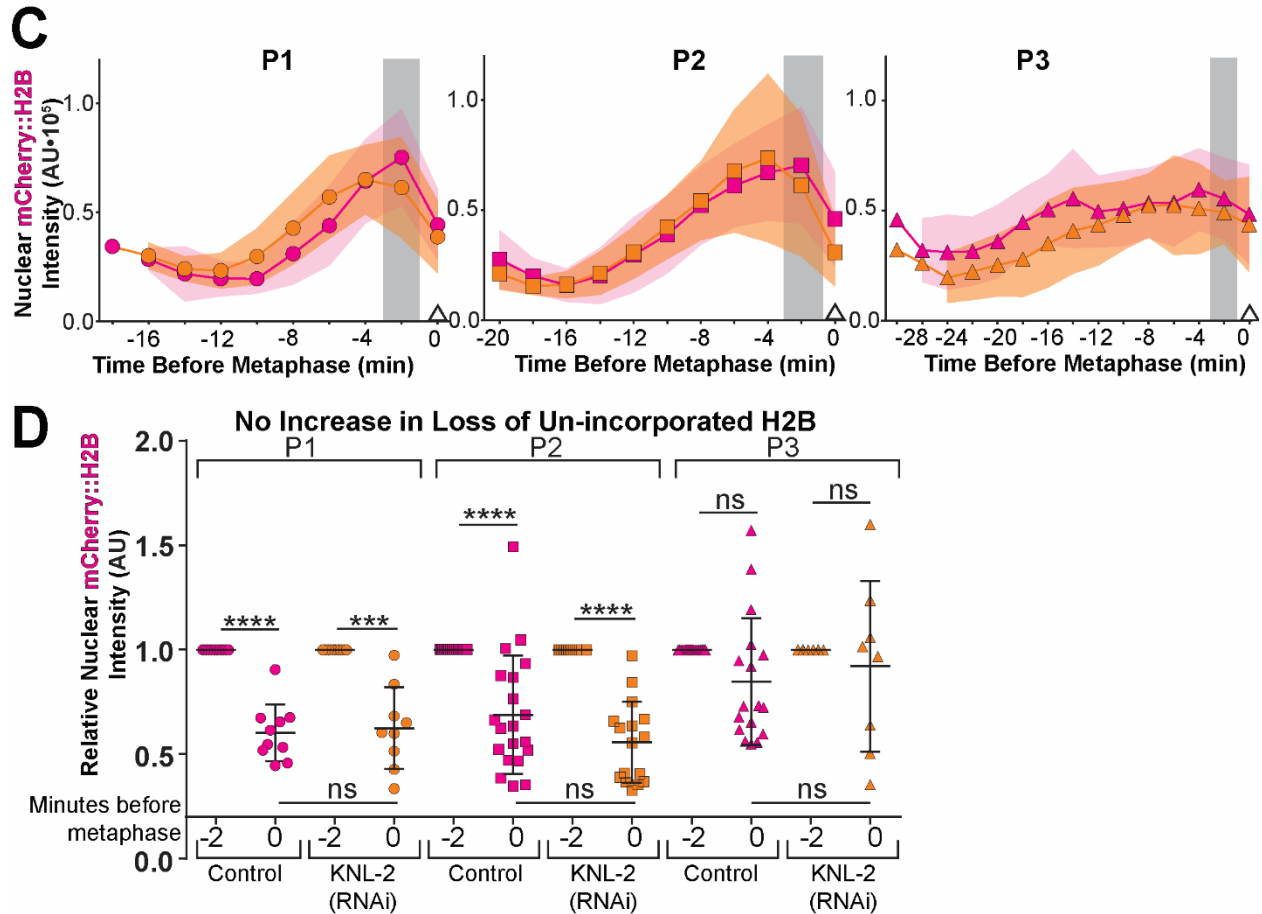 C
P1
P2
P3
Nuclear mCherry::H2B
Intensity (AU•10⁵)
1.0
0.5
0.0
-16
-12
-8
-4
0
Time Before Metaphase (min)
1.0
0.5
0.0
-20
-16
-12
-8
-4
0
Time Before Metaphase (min)
1.0
0.5
0.0
-28
-24
-20
-16
-12
-8
-4
0
Time Before Metaphase (min)
D
No Increase in Loss of Un-incorporated H2B
Relative Nuclear mCherry::H2B
Intensity (AU)
2.0
1.5
1.0
0.5
0.0
P1
P2
P3
****
***
****
****
ns
ns
ns
ns
ns
Minutes before
metaphase
-2 0 -2 0 -2 0 -2 0 -2 0 -2 0
Control
KNL-2
(RNAi)
Control
KNL-2
(RNAi)
Control
KNL-2
(RNAi)